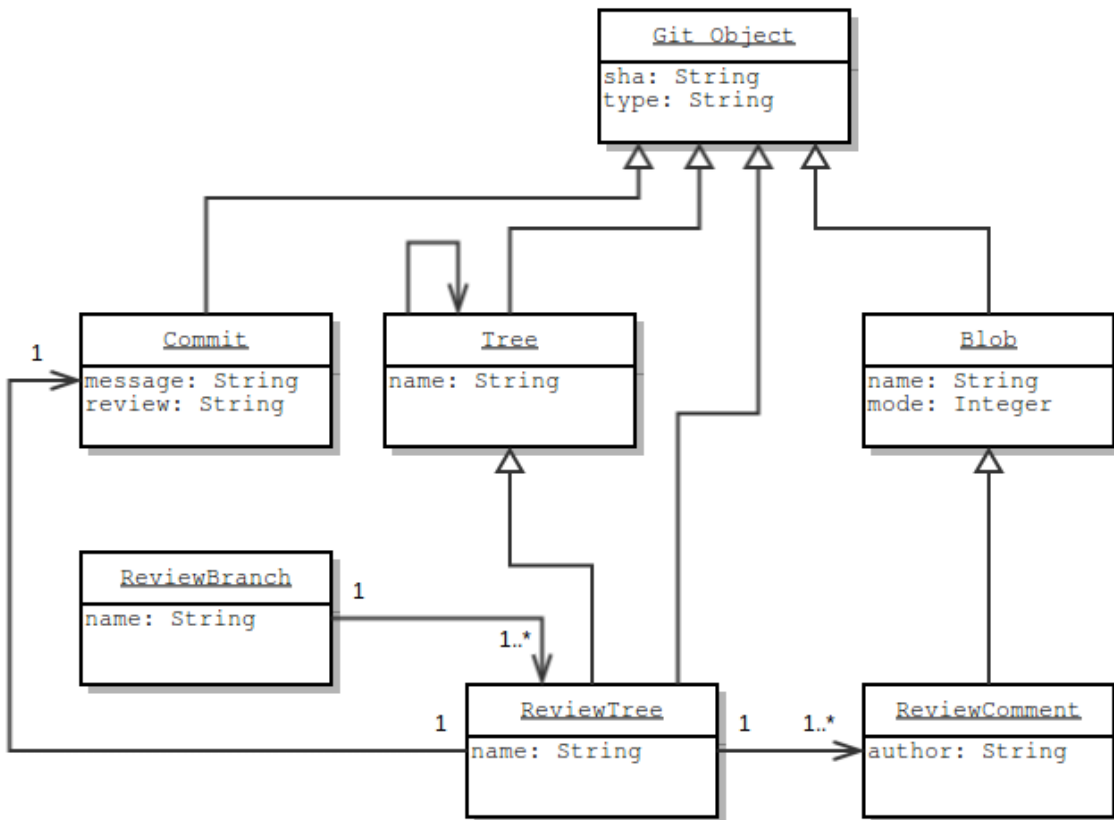 Git Object
sha: String
type: String
Commit
message: String
review: String
Tree
name: String
Blob
name: String
mode: Integer
1
ReviewBranch
name: String
1
1..*
ReviewTree
name: String
1
1
1..*
ReviewComment
author: String